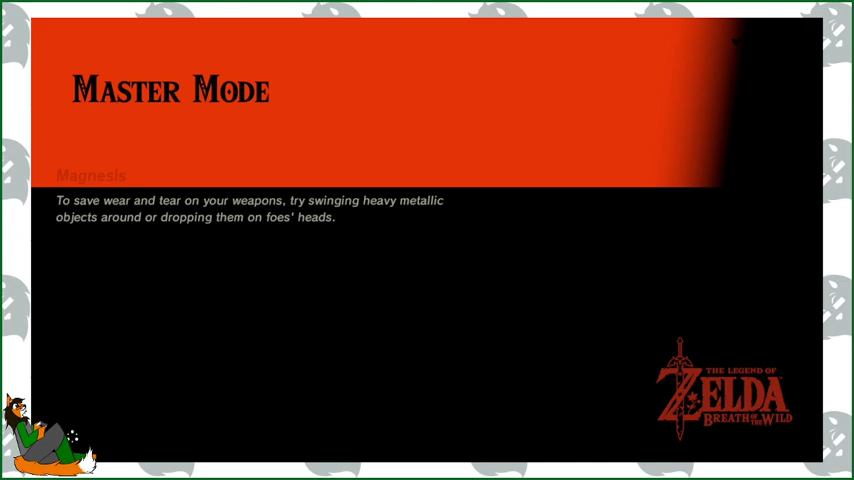 Master Mode
Magnesis
To save wear and tear on your weapons, try swinging heavy metallic
objects around or dropping them on foes' heads.
THE LEGEND OF
ZELDA
BREATH OF THE WILD